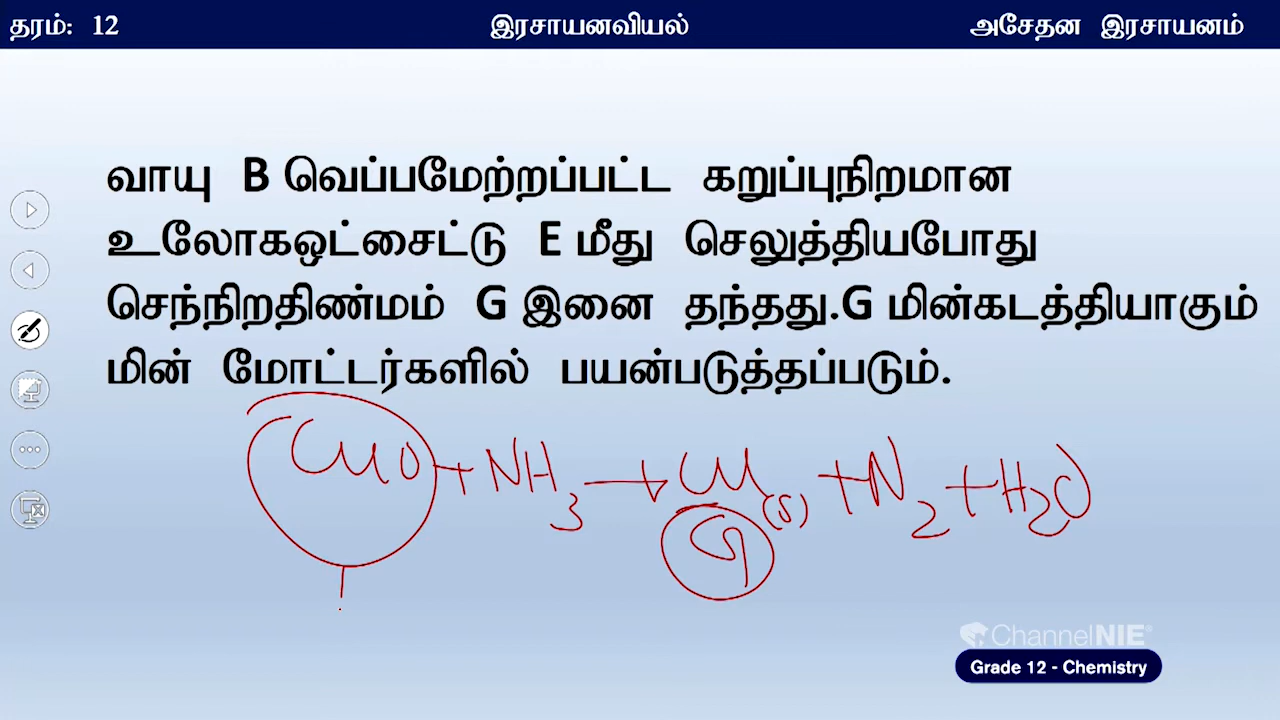 தரம்: 12 இரசாயனவியல் அசேதன இரசாயனம்
வாயு B வெப்பமேற்றப்பட்ட கறுப்புநிறமான
உலோகஒட்சைட்டு E மீது செலுத்தியபோது
செந்நிறதிண்மம் G இனை தந்தது.G மின்கடத்தியாகும்
மின் மோட்டர்களில் பயன்படுத்தப்படும்.
CuO + NH3 → Cu(s) + N2 + H2O
G
ChannelNIE
Grade 12 - Chemistry